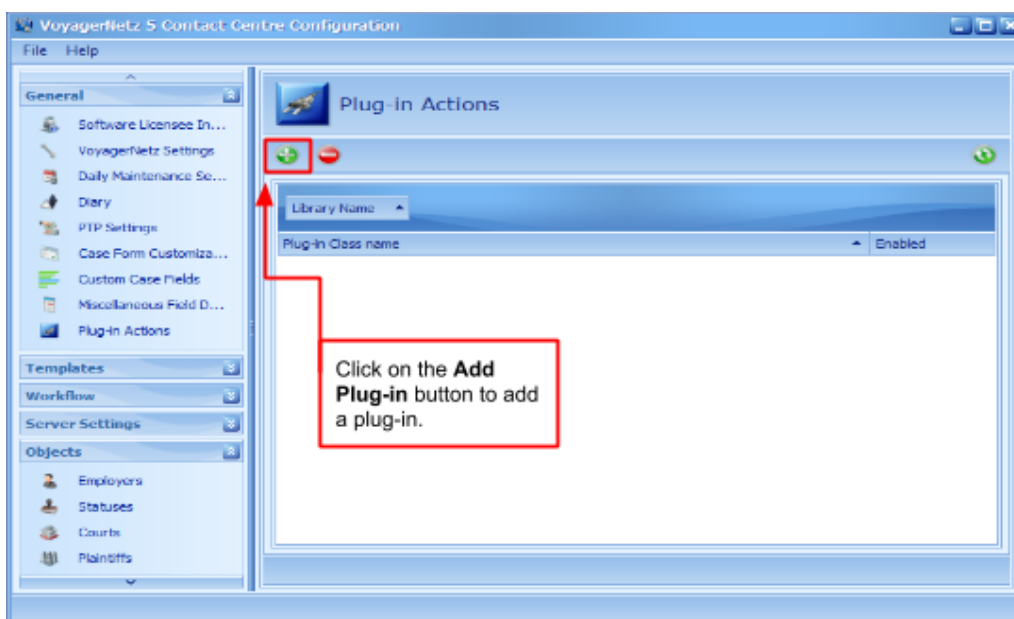 VoyagerNetz 5 Contact Centre Configuration
File Help
General
Software Licensee In...
VoyagerNetz Settings
Daily Maintenance Se...
Diary
PTP Settings
Case Form Customiza...
Custom Case Fields
Miscellaneous Field D...
Plug-in Actions
Templates
Workflow
Server Settings
Objects
Employers
Statuses
Courts
Plaintiffs
Plug-in Actions
Library Name
Plug-in Class name
Enabled
Click on the Add
Plug-in button to add
a plug-in.